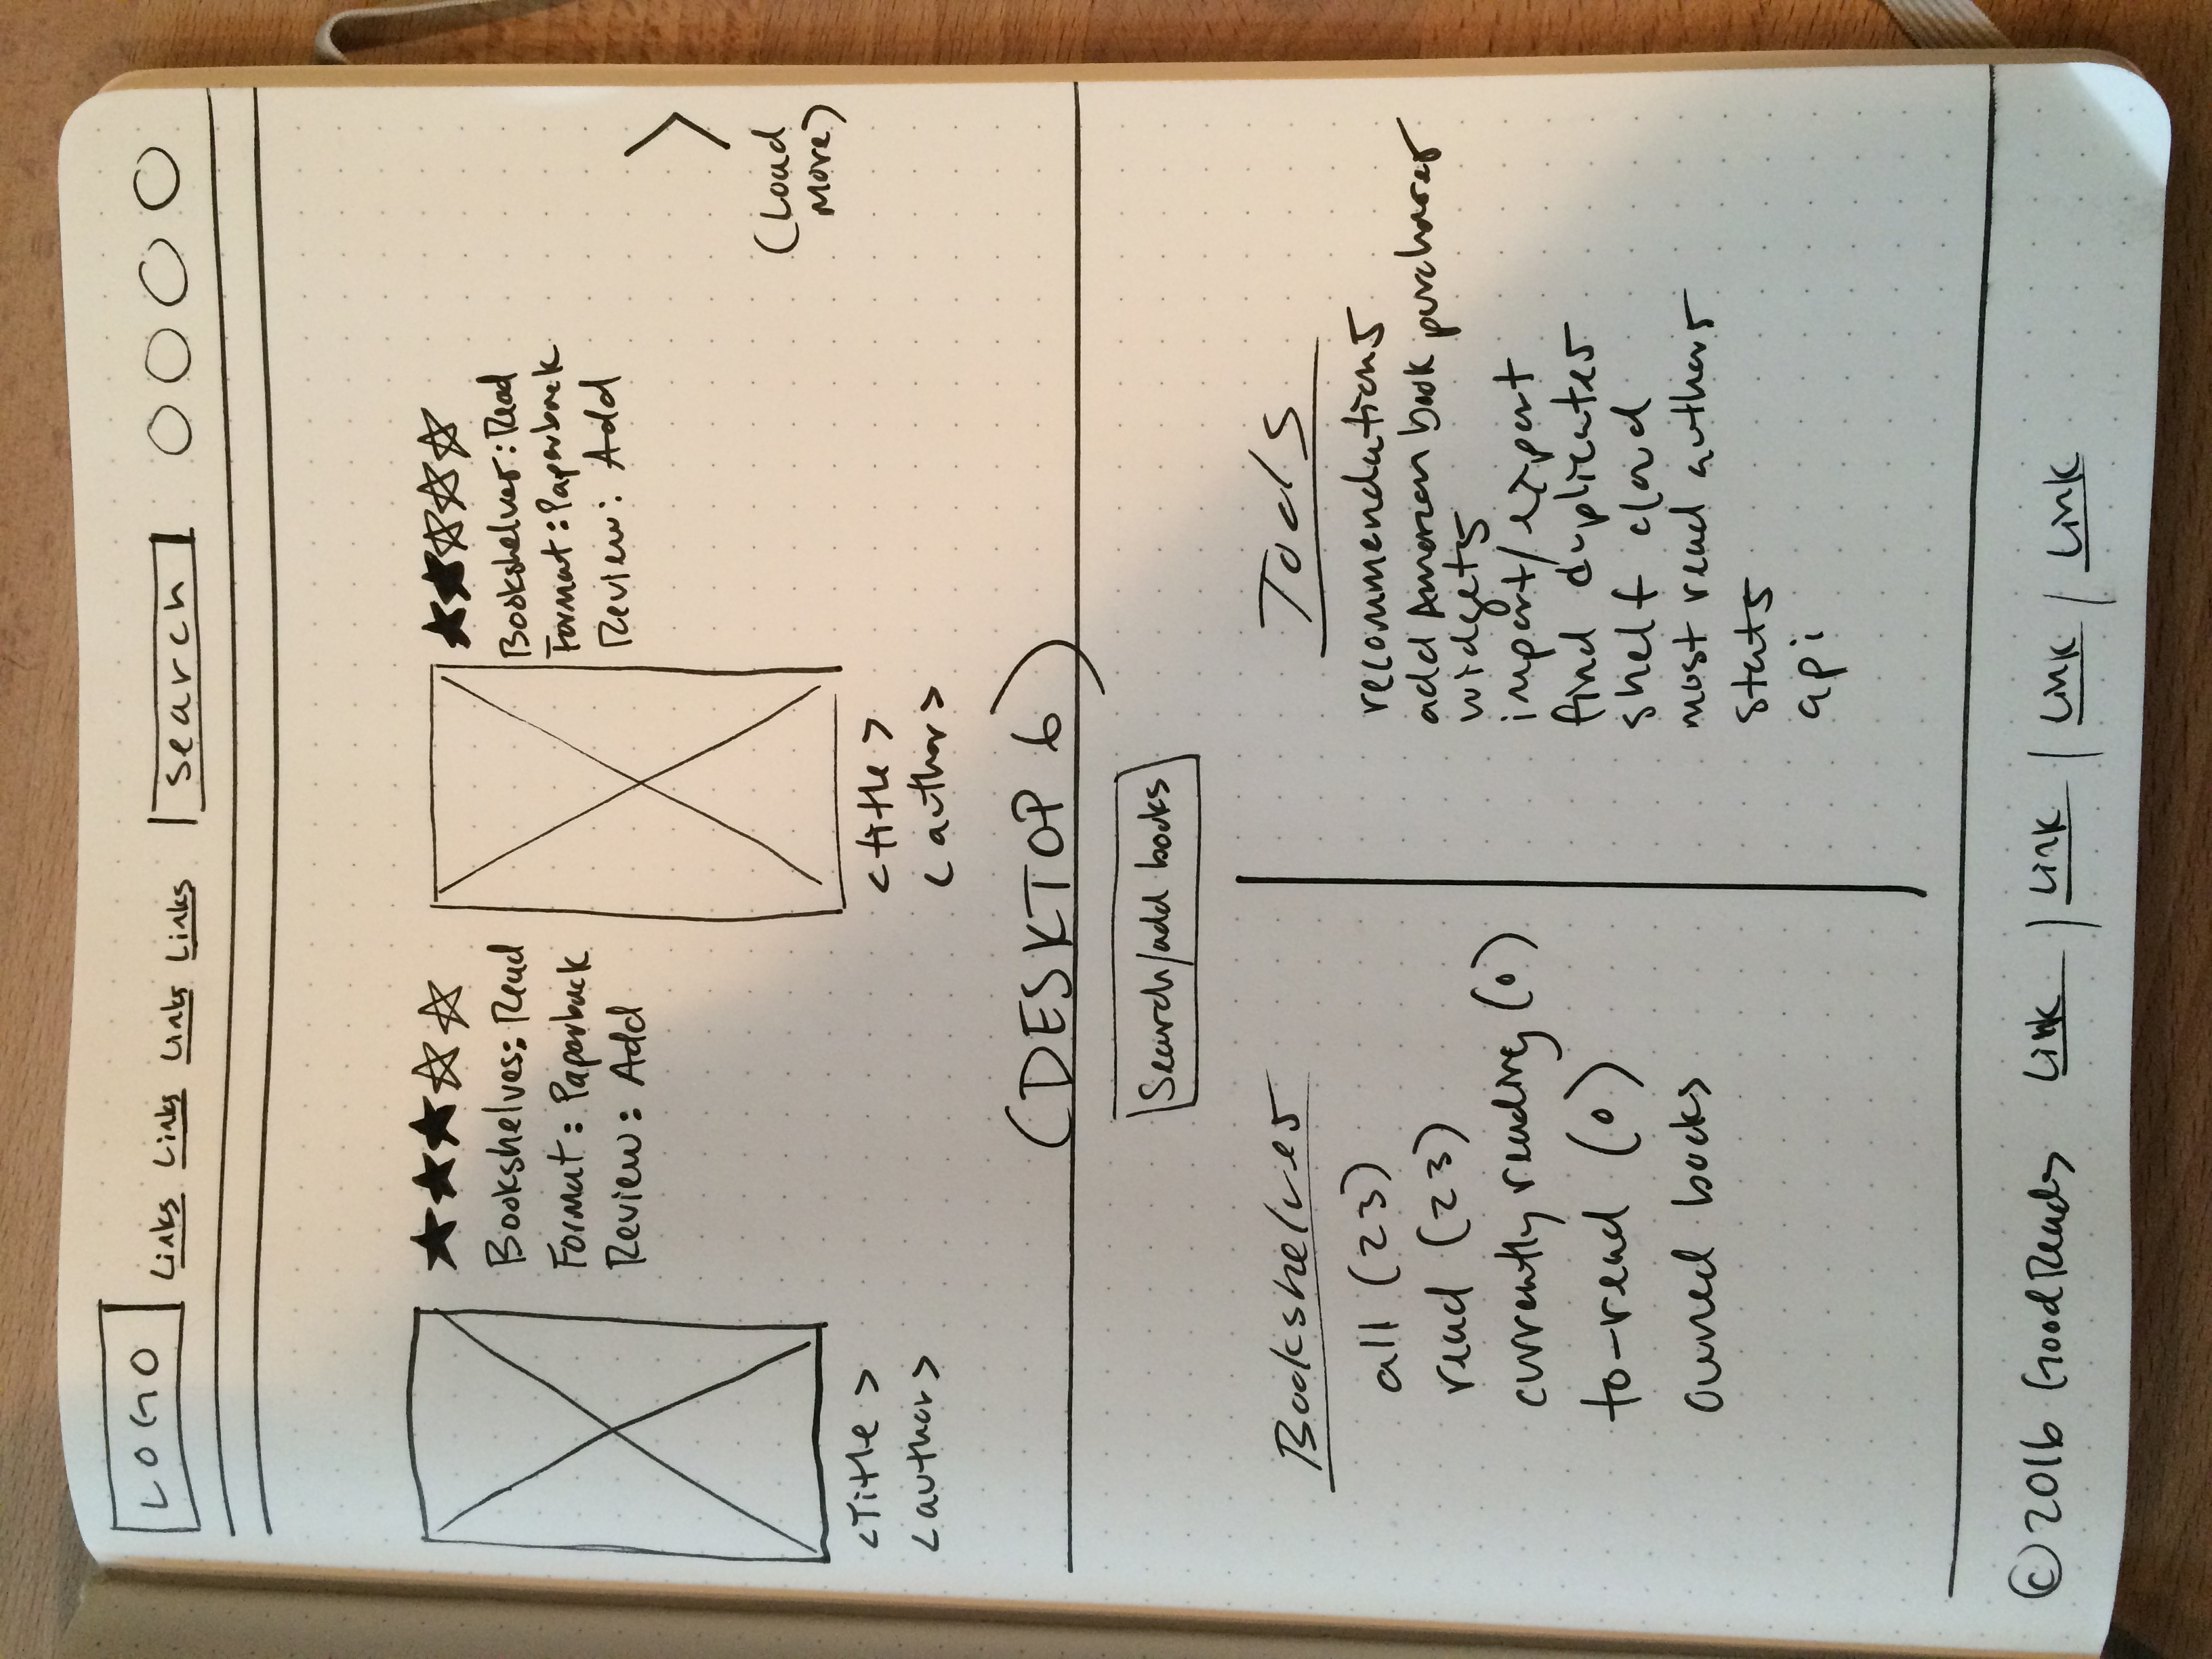 LOGO Links Links Links Links Search
Bookshelves: Read
Format: Paperback
Review: Add
<Title>
<author>
Bookshelves: Read
Format: Paperback
Review: Add
<title>
<author>
(Load
More)
(DESKTOP 6)
Search/add books
Bookshelves
all (23)
read (23)
currently reading (0)
to-read (0)
owned books
Tools
recommendations
add Amazon book purchases
widgets
import/export
find duplicates
shelf cloud
most read authors
stats
api
©2016 GoodReads Link | Link | Link / Link